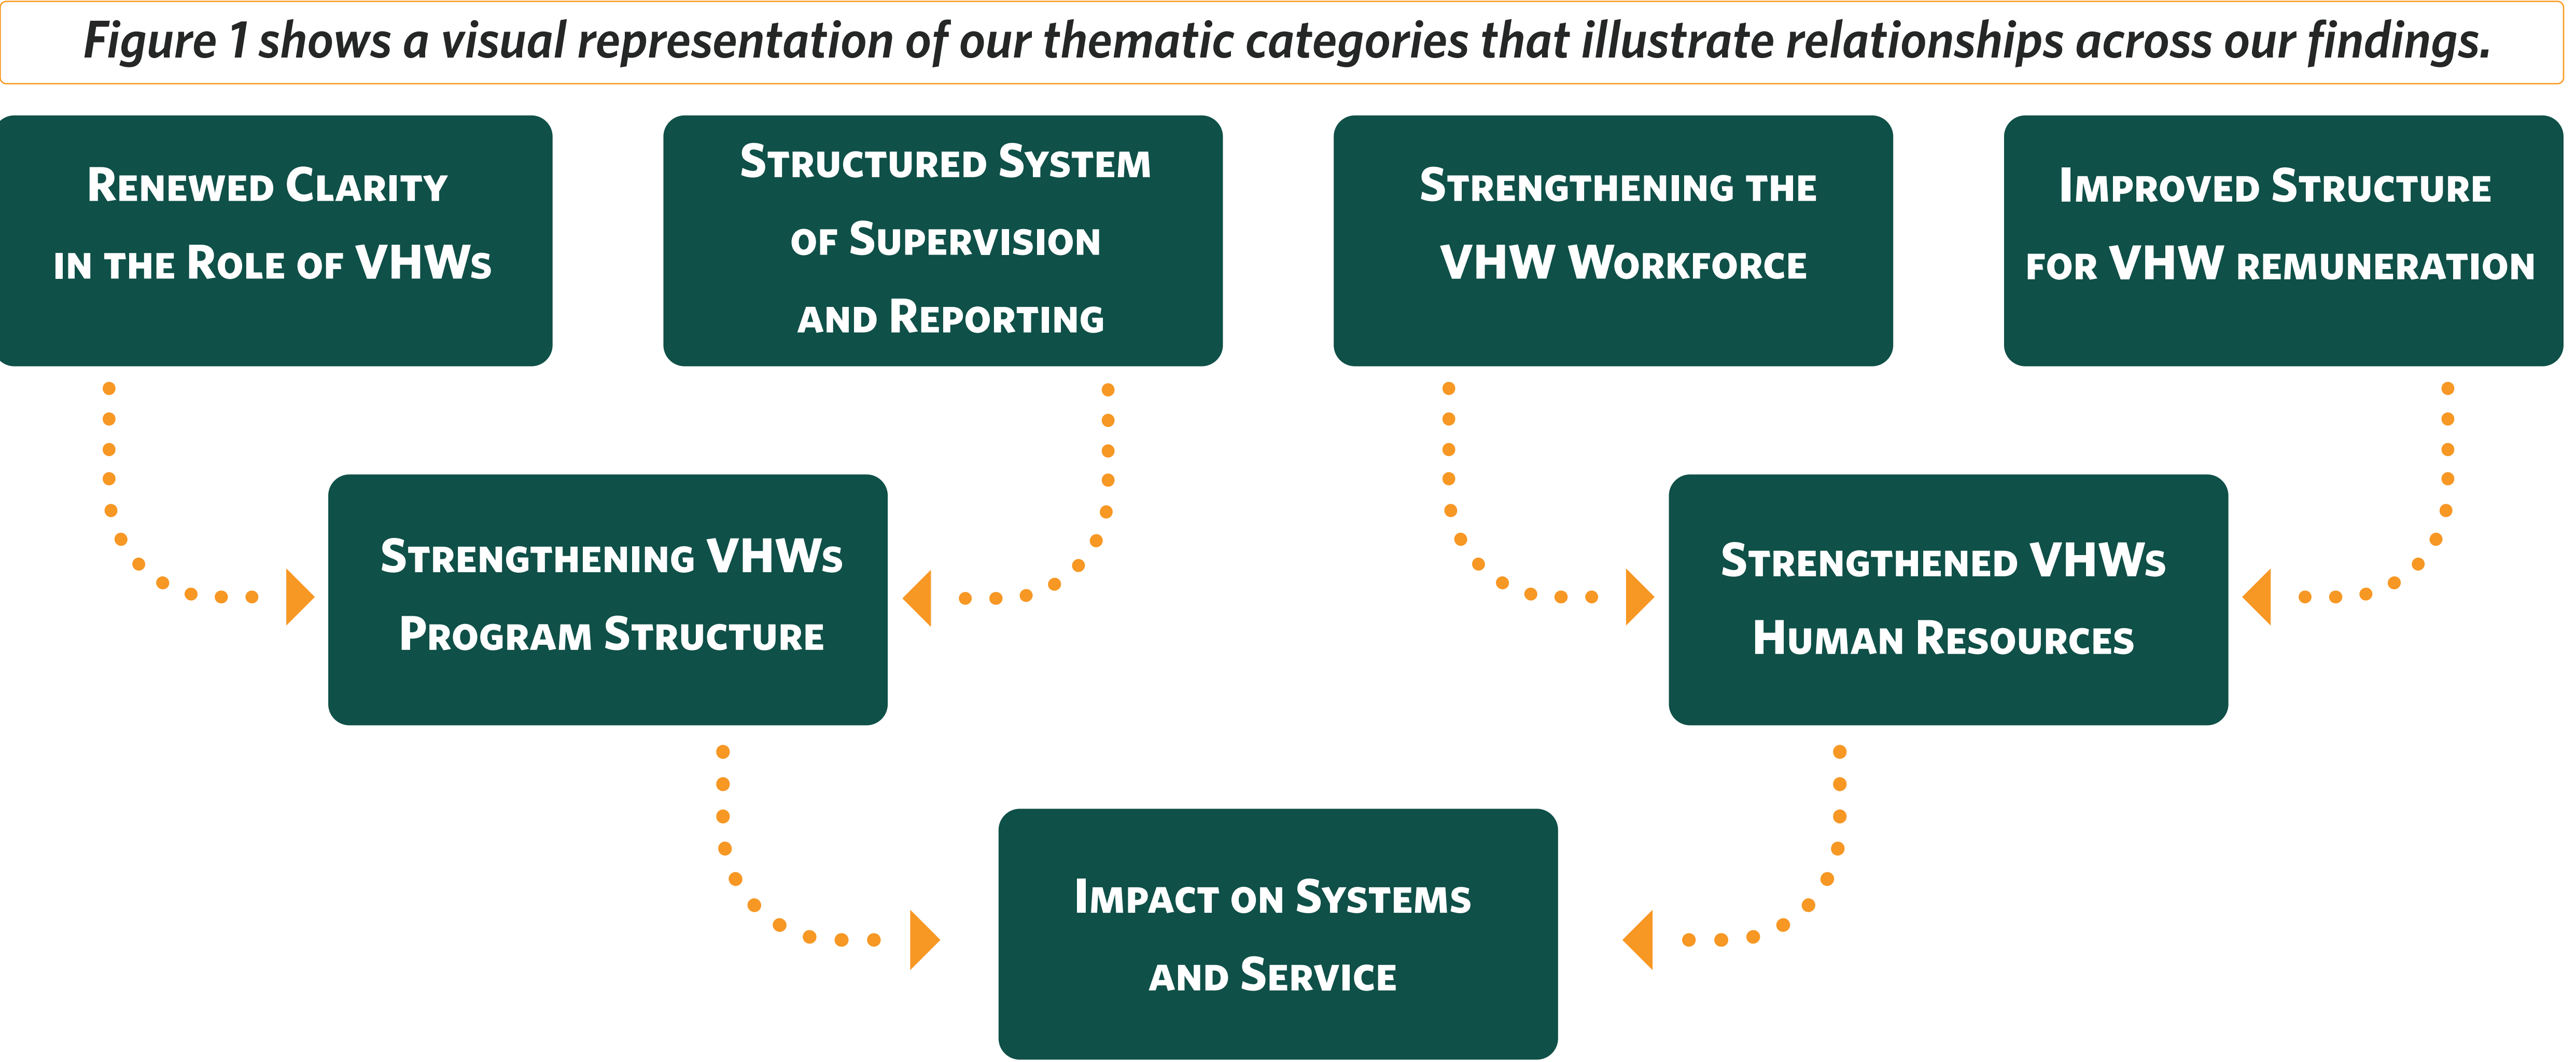 Figure 1 shows a visual representation of our thematic categories that illustrate relationships across our findings.
Renewed Clarity
in the Role of VHWs
Structured System
of Supervision
and Reporting
Strengthening the
VHW Workforce
Improved Structure
for VHW remuneration
Strengthening VHWs
Program Structure
Strengthened VHWs
Human Resources
Impact on Systems
and Service